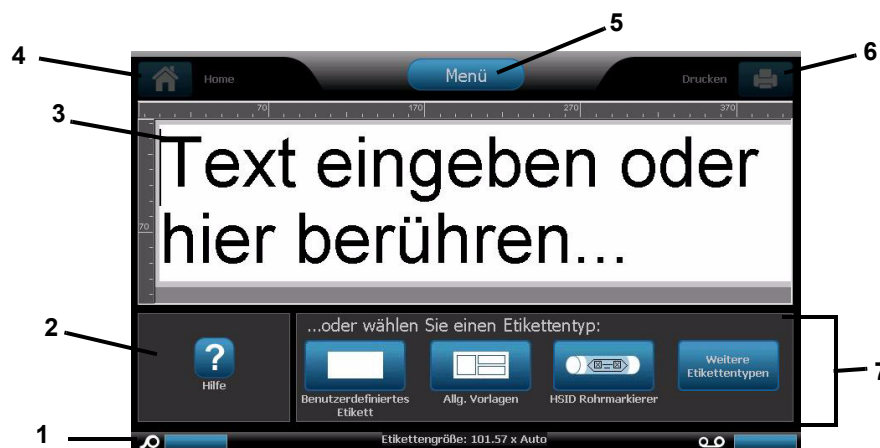 5
4
6
Home
Menü
Drucken
3
70 170 270 370
Text eingeben oder
70
hier berühren...
2
...oder wählen Sie einen Etikettentyp:
?
Hilfe
Benutzerdefiniertes
Etikett
Allg. Vorlagen
HSID Rohrmarkierer
Weitere
Etikettentypen
7
1
Etikettengröße: 101.57 x Auto